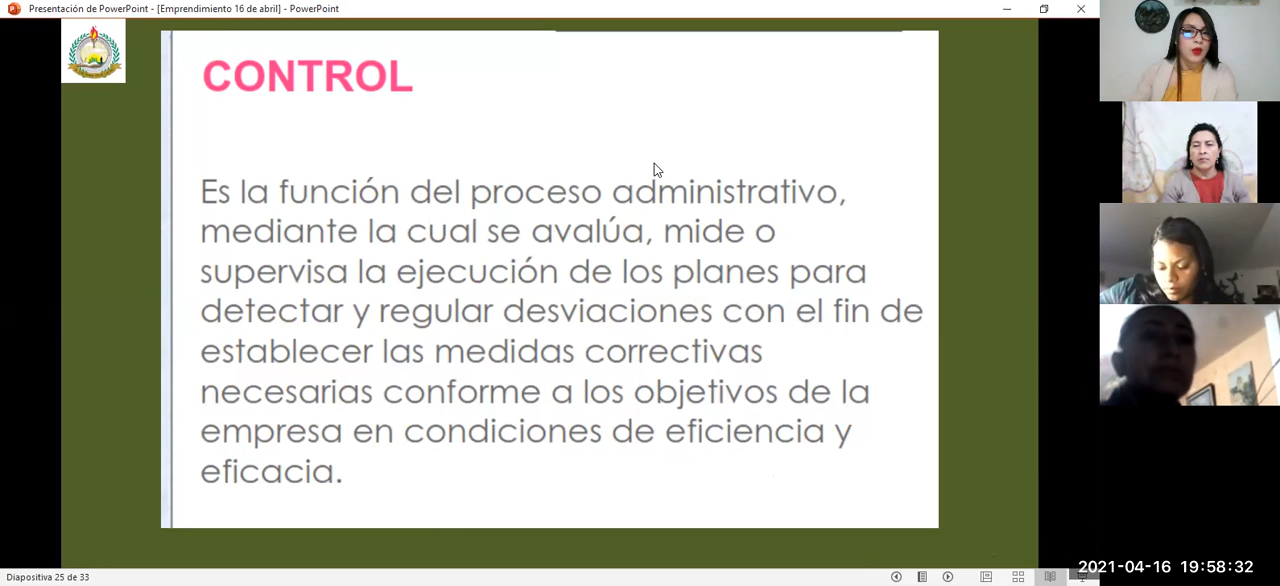 Presentación de PowerPoint - [Emprendimiento 16 de abril] - PowerPoint
CONTROL
Es la función del proceso administrativo,
mediante la cual se avalúa, mide o
supervisa la ejecución de los planes para
detectar y regular desviaciones con el fin de
establecer las medidas correctivas
necesarias conforme a los objetivos de la
empresa en condiciones de eficiencia y
eficacia.
2021-04-16 19:58:32
Diapositiva 25 de 33